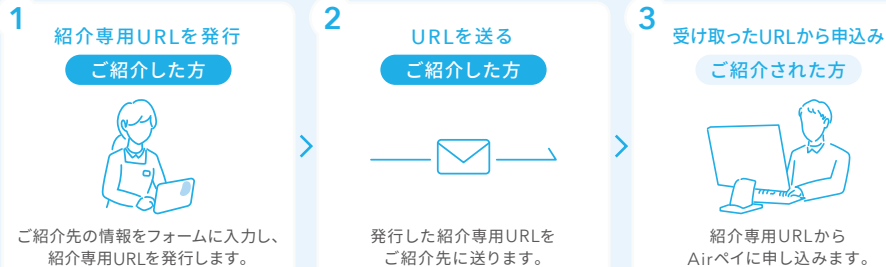 1
紹介専用URLを発行
ご紹介した方
ご紹介先の情報をフォームに入力し、
紹介専用URLを発行します。
2
URLを送る
ご紹介した方
発行した紹介専用URLを
ご紹介先に送ります。
3
受け取ったURLから申込み
ご紹介された方
紹介専用URLから
Airペイに申し込みます。